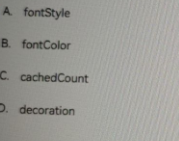 A. fontStyle
B. fontColor
C. cachedCount
D. decoration